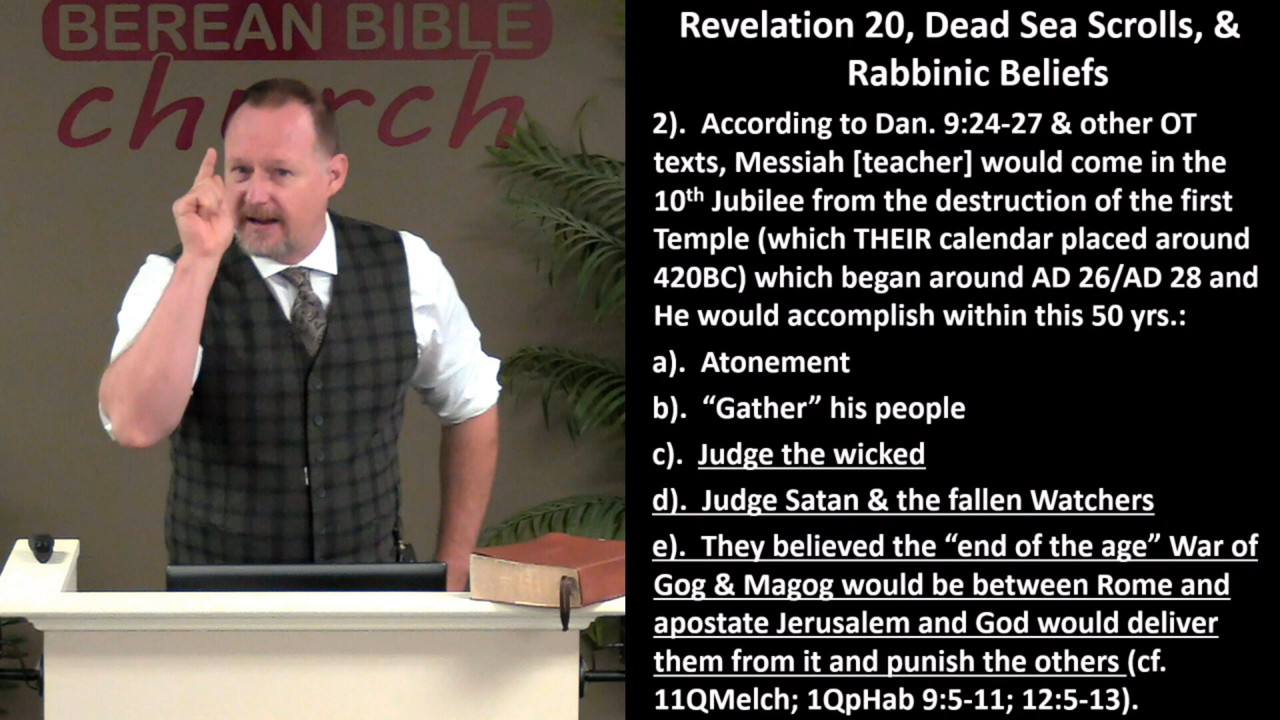 BEREAN BIBLE
church
Revelation 20, Dead Sea Scrolls, &
Rabbinic Beliefs
2).  According to Dan. 9:24-27 & other OT
texts, Messiah [teacher] would come in the
10th Jubilee from the destruction of the first
Temple (which THEIR calendar placed around
420BC) which began around AD 26/AD 28 and
He would accomplish within this 50 yrs.:
a).  Atonement
b).  “Gather” his people
c).  Judge the wicked
d).  Judge Satan & the fallen Watchers
e).  They believed the “end of the age” War of
Gog & Magog would be between Rome and
apostate Jerusalem and God would deliver
them from it and punish the others (cf.
11QMelch; 1QpHab 9:5-11; 12:5-13).